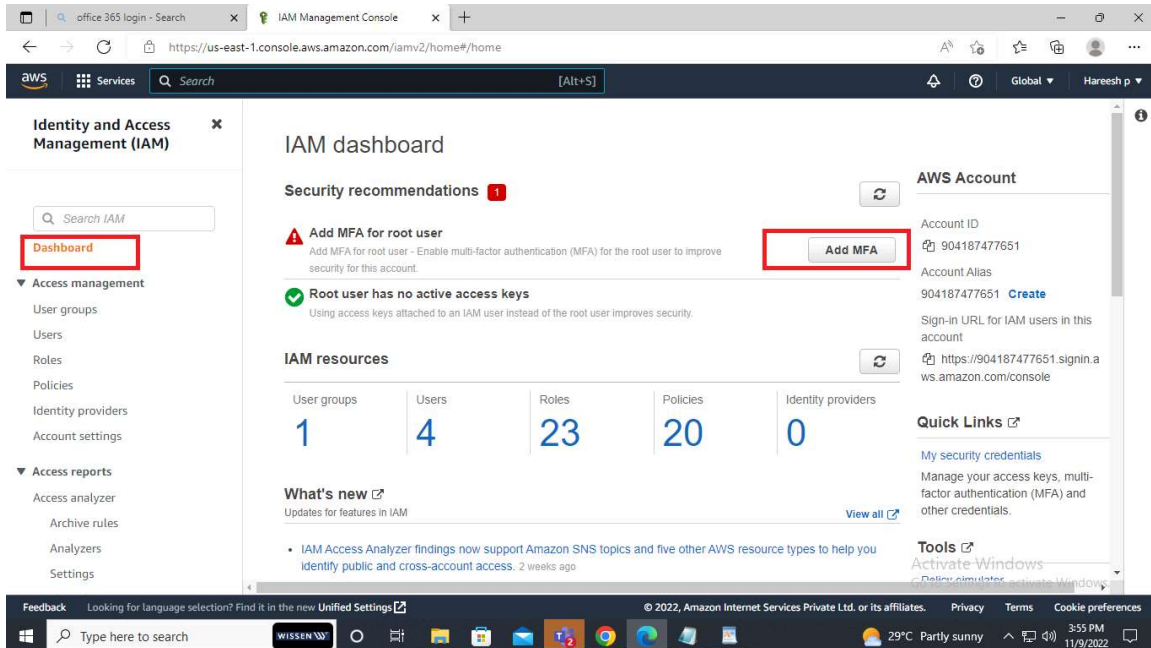 office 365 login - Search
IAM Management Console
https://us-east-1.console.aws.amazon.com/iamv2/home#/home
aws
Services
Search
[Alt+S]
Global
Hareesh p
Identity and Access
Management (IAM)
Search IAM
Dashboard
Access management
User groups
Users
Roles
Policies
Identity providers
Account settings
Access reports
Access analyzer
Archive rules
Analyzers
Settings
IAM dashboard
Security recommendations 1
Add MFA for root user
Add MFA for root user - Enable multi-factor authentication (MFA) for the root user to improve
security for this account.
Add MFA
Root user has no active access keys
Using access keys attached to an IAM user instead of the root user improves security.
IAM resources
User groups
1
Users
4
Roles
23
Policies
20
Identity providers
0
What's new
Updates for features in IAM
View all
IAM Access Analyzer findings now support Amazon SNS topics and five other AWS resource types to help you
identify public and cross-account access. 2 weeks ago
AWS Account
Account ID
904187477651
Account Alias
904187477651 Create
Sign-in URL for IAM users in this
account
https://904187477651.signin.a
ws.amazon.com/console
Quick Links
My security credentials
Manage your access keys, multi-
factor authentication (MFA) and
other credentials.
Tools
Activate Windows
Go to Settings to activate Windows.
Feedback
Looking for language selection? Find it in the new Unified Settings
© 2022, Amazon Internet Services Private Ltd. or its affiliates.
Privacy
Terms
Cookie preferences
Type here to search
WISSEN
2
29°C Partly sunny
3:55 PM
11/9/2022